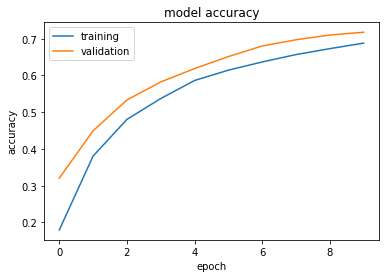 model accuracy
training
validation
accuracy
0.7
0.6
0.5
0.4
0.3
0.2
0 2 4 6 8
epoch